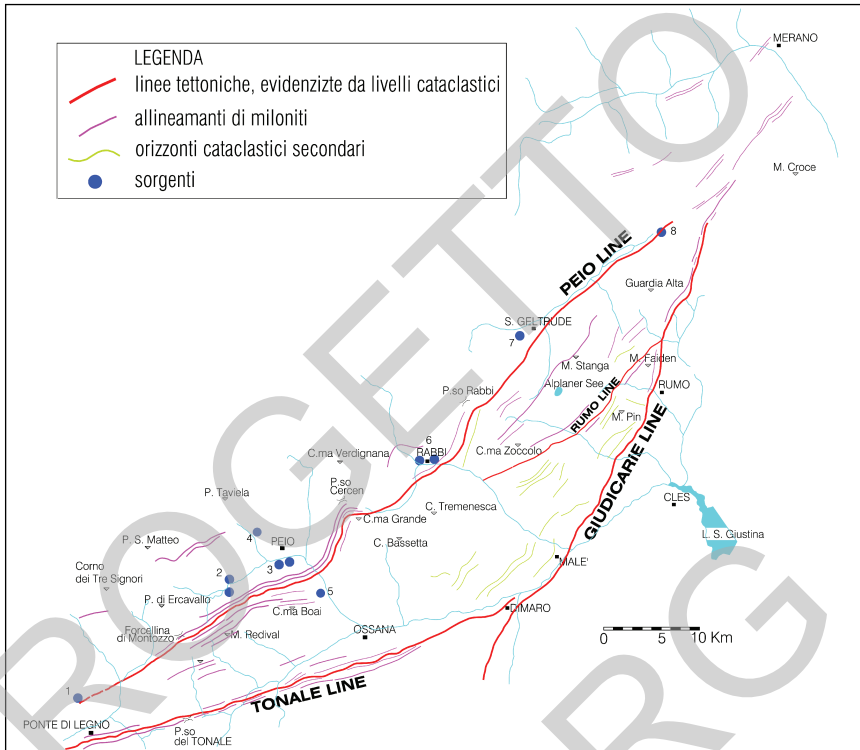 LEGENDA
linee tettoniche, evidenzizte da livelli cataclastici
allineamanti di miloniti
orizzonti cataclastici secondari
sorgenti
MERANO
M. Croce
8
PEIO LINE
Guardia Alta
S. GELTRUDE
7
M. Stanga
M. Faiden
Alplaner See
RUMO
P.so Rabbi
RUMO LINE
M. Pin
6
RABBI
C.ma Verdignana
C.ma Zoccolo
GIUDICARIE LINE
P.so
Cercen
P. Taviela
CLES
C. Tremenesca
C.ma Grande
L. S. Giustina
4
PEIO
P. S. Matteo
C. Bassetta
MALE'
Corno
dei Tre Signori
2
3
5
P. di Ercavallo
C.ma Boai
DIMARO
0 5 10 Km
Forcellina
di Montozzo
M. Redival
OSSANA
1
TONALE LINE
PONTE DI LEGNO
P.so
del TONALE
ROGETTO
RG